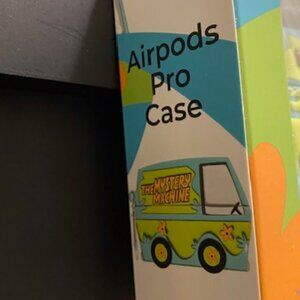 Airpods
Pro
Case
THE MYSTERY
MACHINE